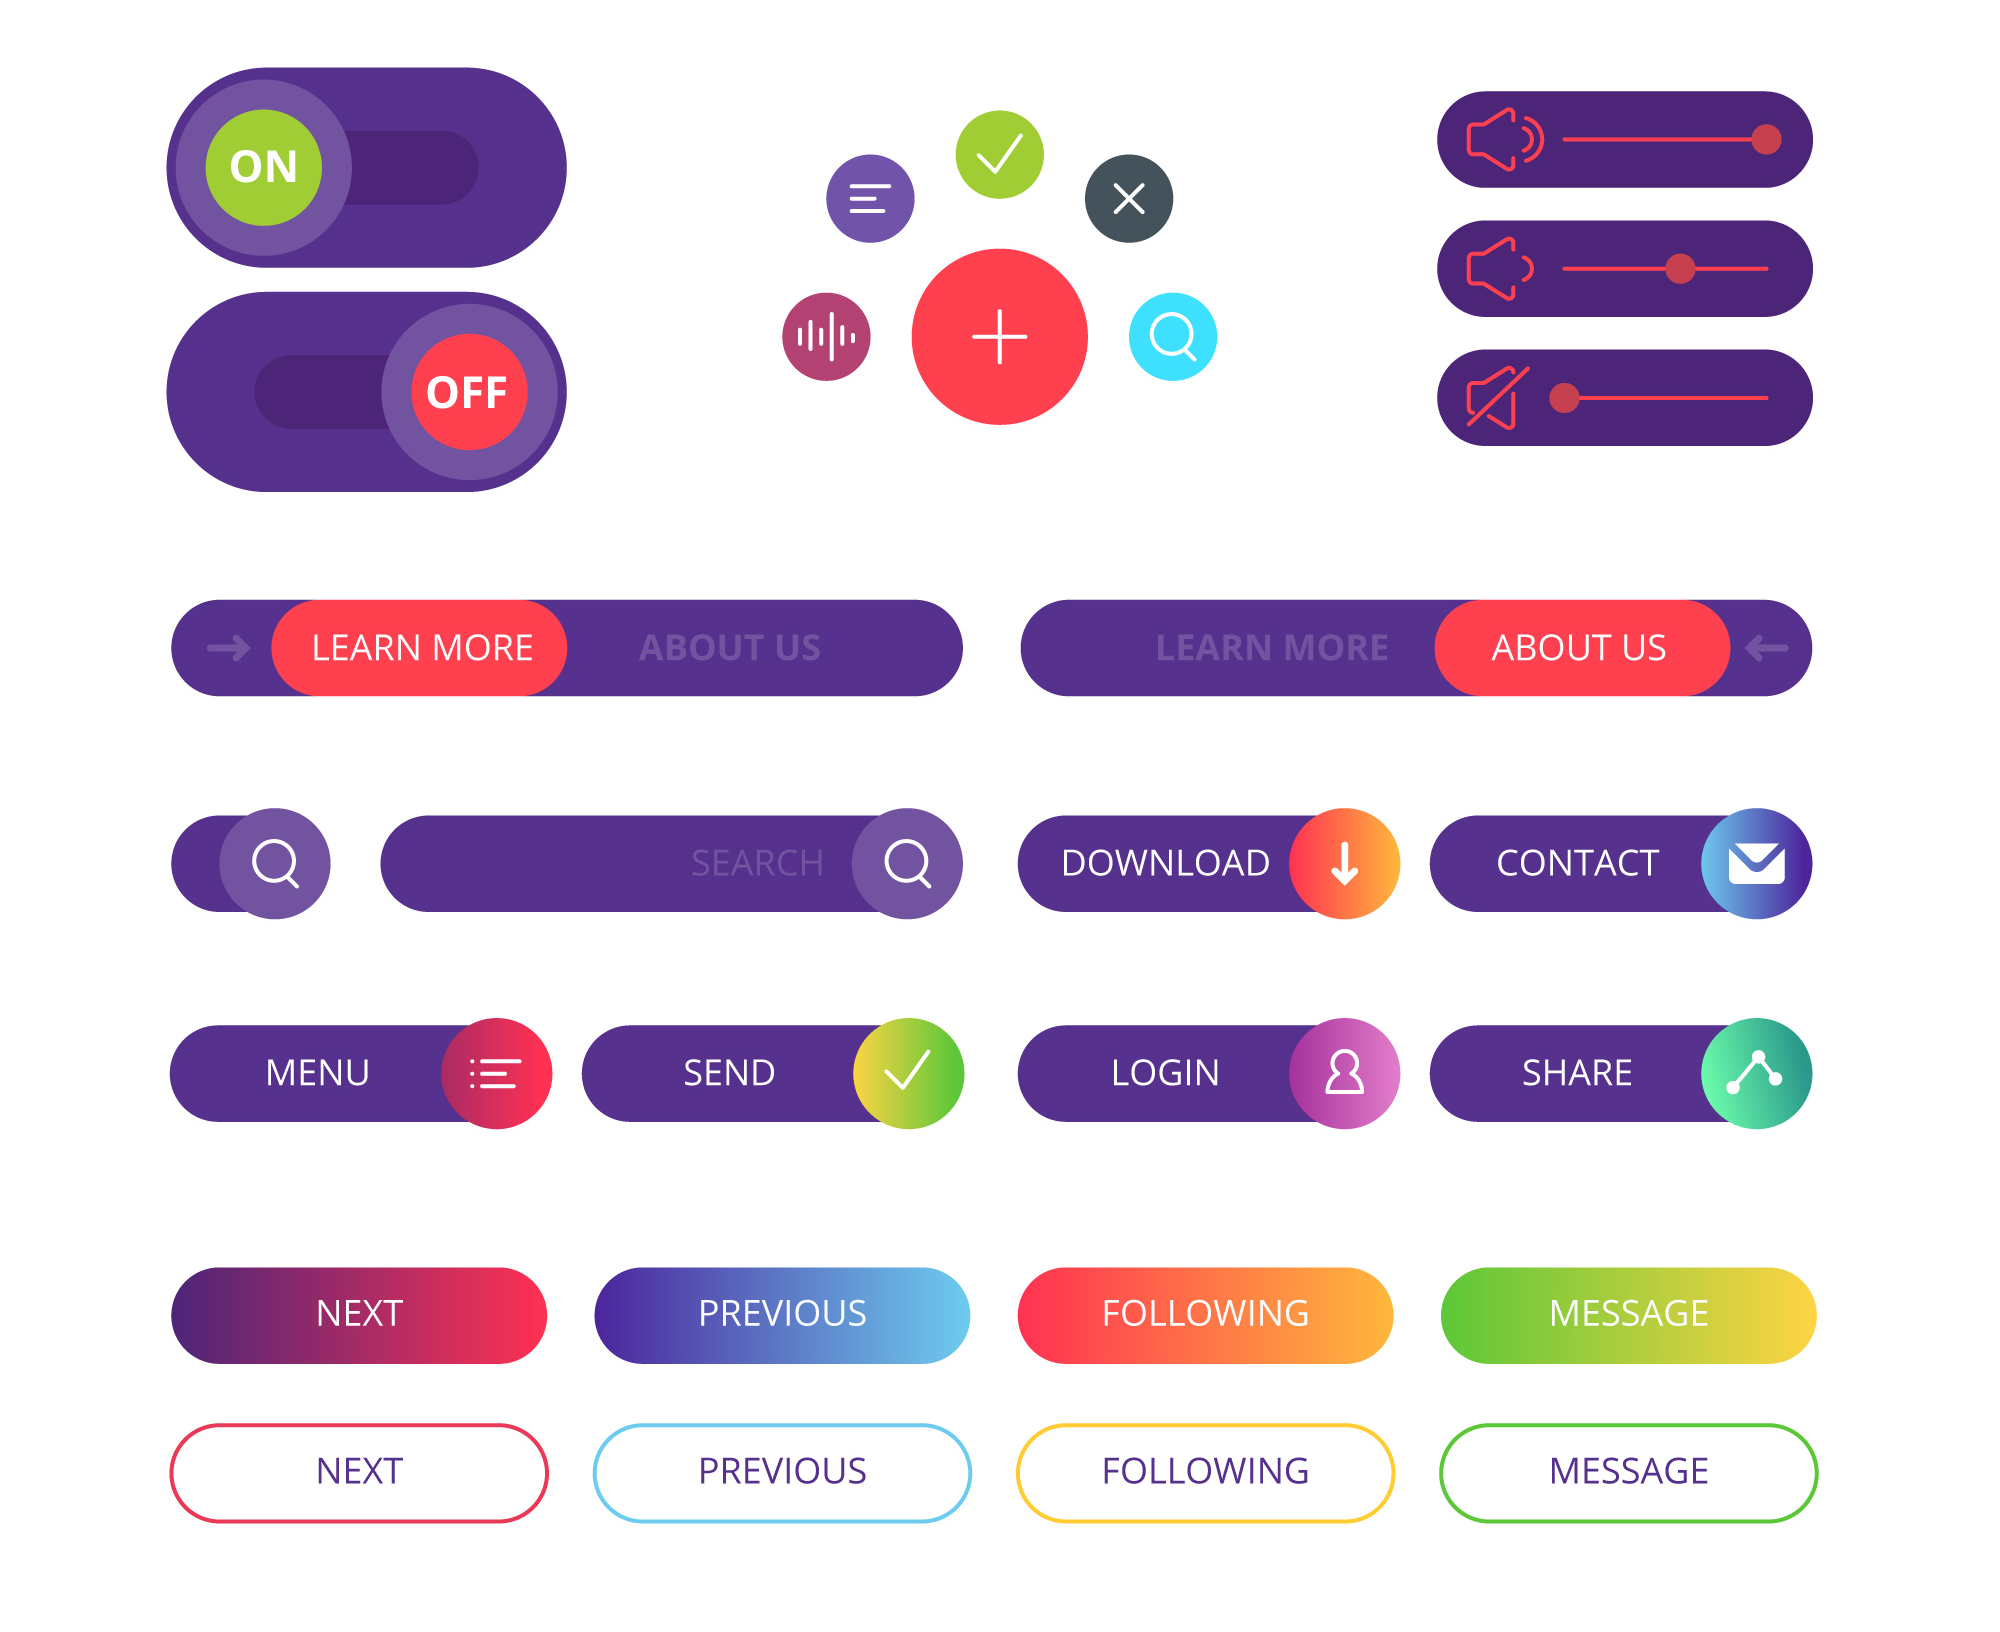 ON
OFF
LEARN MORE ABOUT US
LEARN MORE ABOUT US
SEARCH
DOWNLOAD
CONTACT
MENU
SEND
LOGIN
SHARE
NEXT
PREVIOUS
FOLLOWING
MESSAGE
NEXT
PREVIOUS
FOLLOWING
MESSAGE